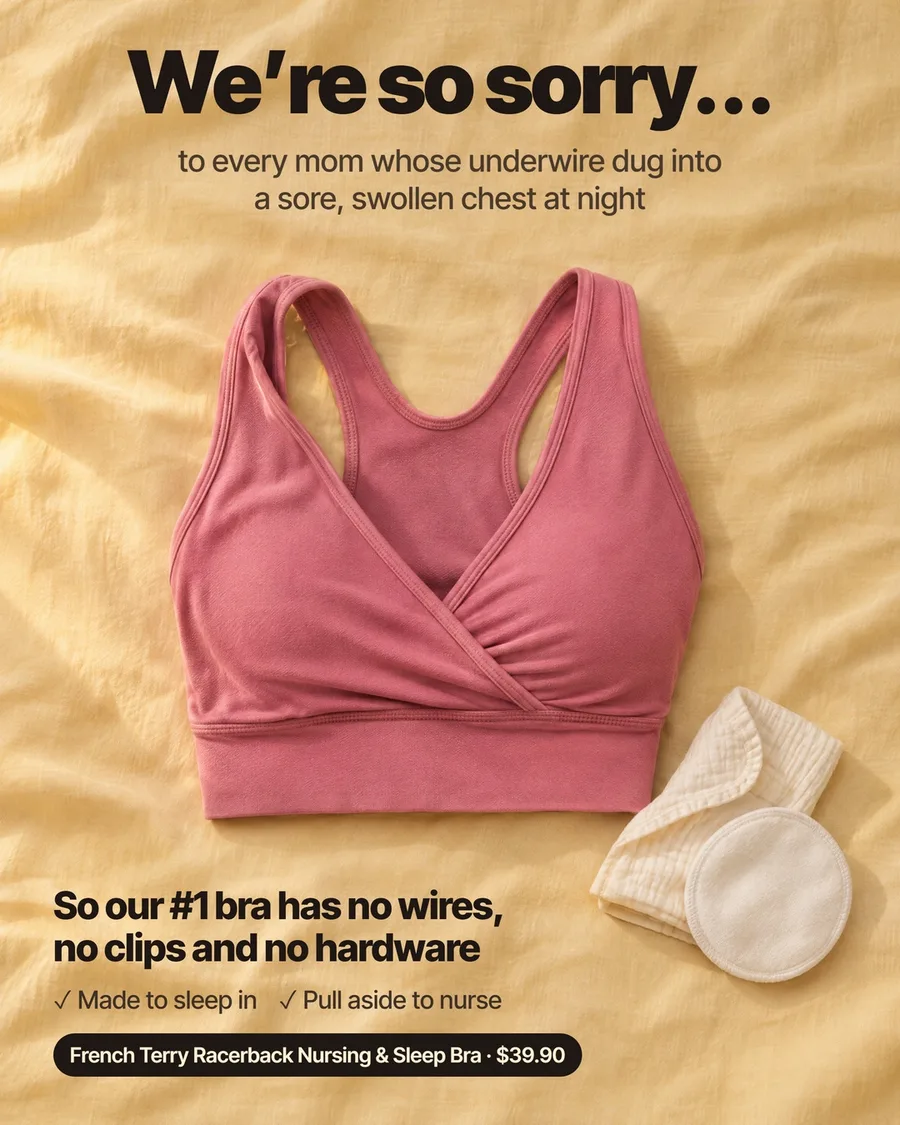 We're so sorry...
to every mom whose underwire dug into
a sore, swollen chest at night
So our #1 bra has no wires,
no clips and no hardware
✓ Made to sleep in ✓ Pull aside to nurse
French Terry Racerback Nursing & Sleep Bra · $39.90